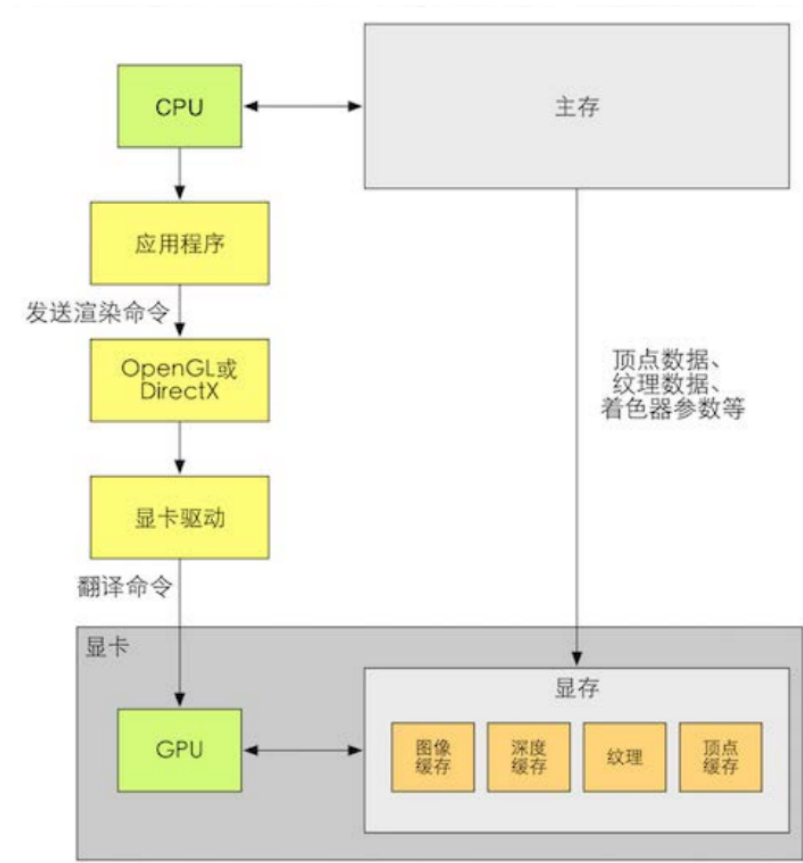 CPU
主存
应用程序
发送渲染命令
OpenGL或
DirectX
顶点数据、
纹理数据、
着色器参数等
显卡驱动
翻译命令
显卡
显存
GPU
图像
缓存
深度
缓存
纹理
顶点
缓存